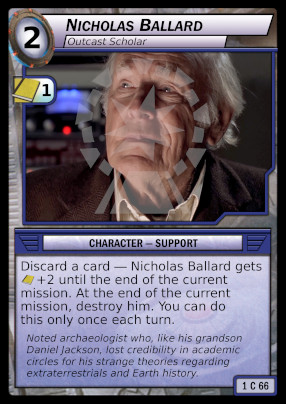 2
NICHOLAS BALLARD
Outcast Scholar
1
CHARACTER – SUPPORT
Discard a card — Nicholas Ballard gets
+2 until the end of the current
mission. At the end of the current
mission, destroy him. You can do
this only once each turn.
Noted archaeologist who, like his grandson
Daniel Jackson, lost credibility in academic
circles for his strange theories regarding
extraterrestrials and Earth history.
1 C 66